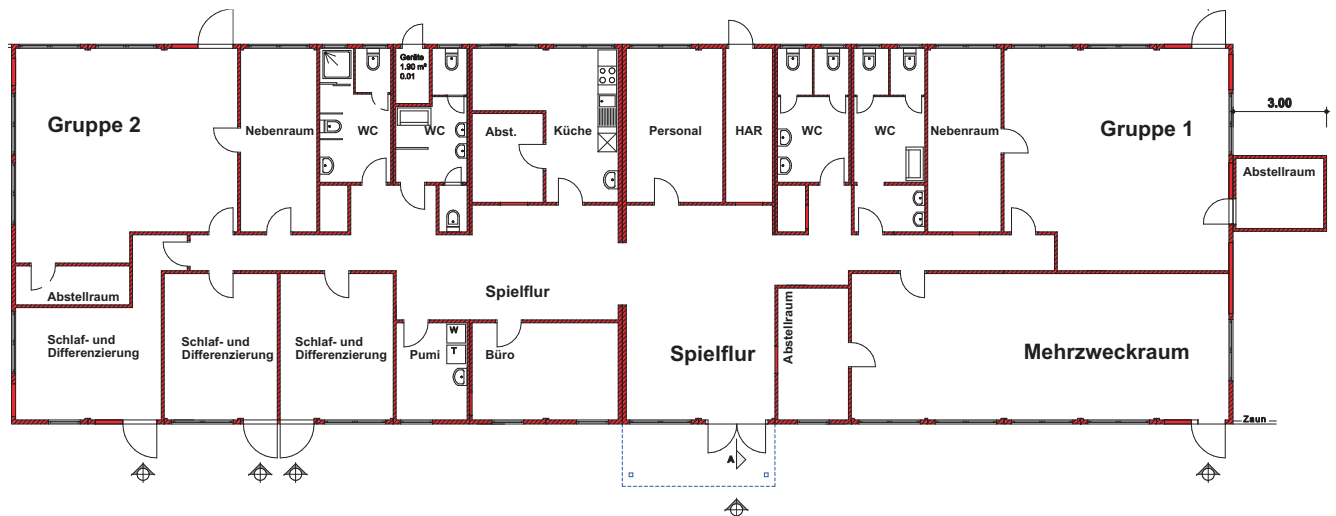 Geräte
1.90 m²
0.01
3.00
Gruppe 2
Nebenraum
WC
WC
Abst.
Küche
Personal
HAR
WC
WC
Nebenraum
Gruppe 1
Abstellraum
Abstellraum
Spielflur
Schlaf- und
Differenzierung
Schlaf- und
Differenzierung
Schlaf- und
Differenzierung
W
T
Pumi
Büro
Spielflur
Abstellraum
Mehrzweckraum
Zaun
A